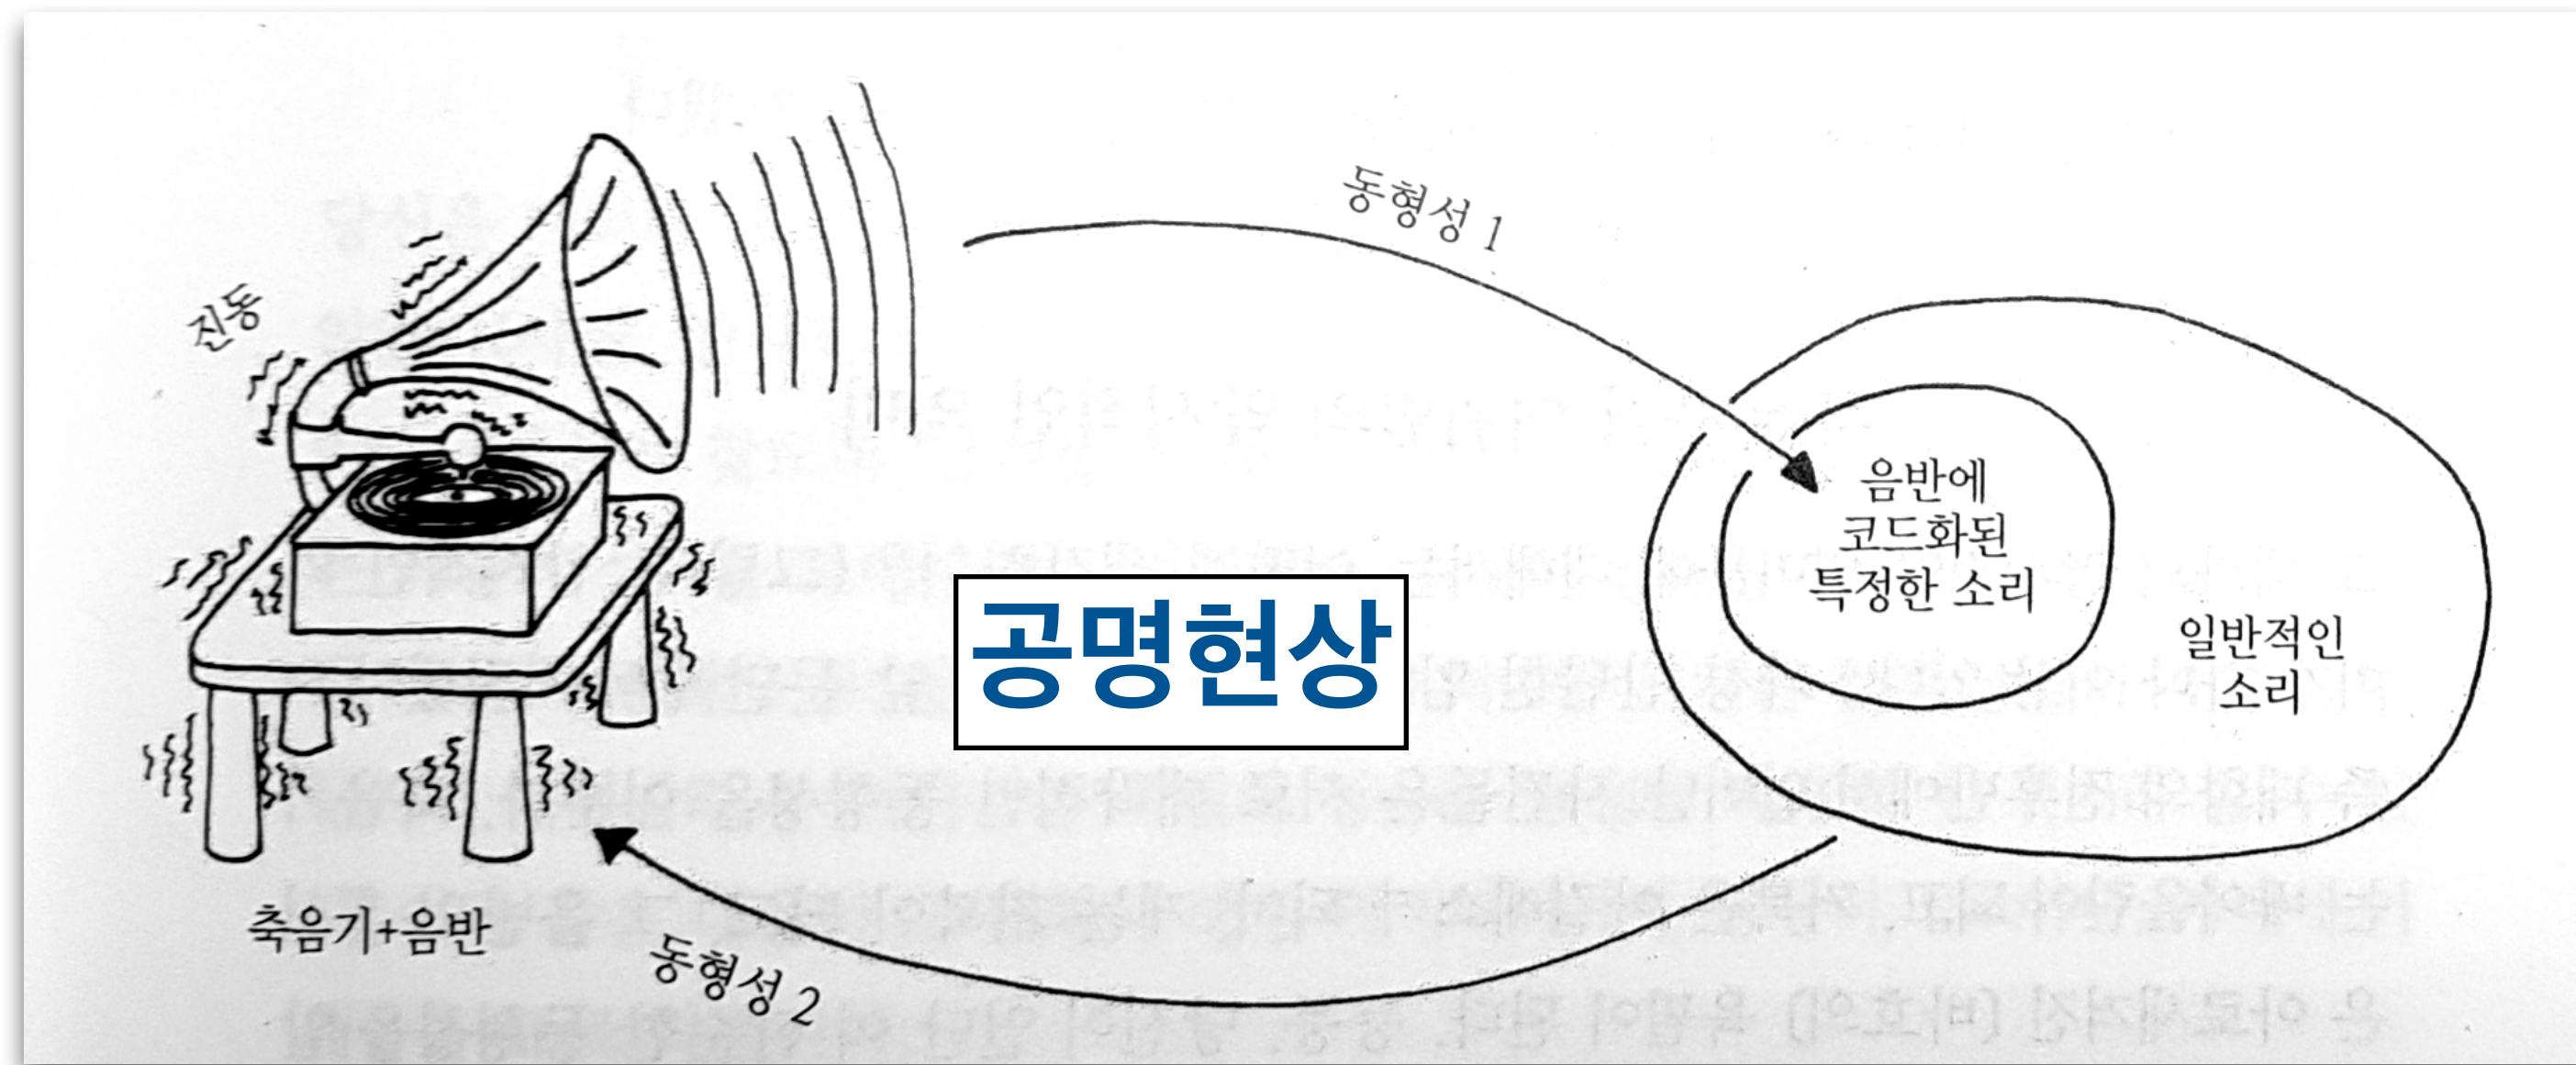 동형성 1
진동
음반에
코드화된
특정한 소리
일반적인
소리
공명현상
축음기+음반
동형성 2